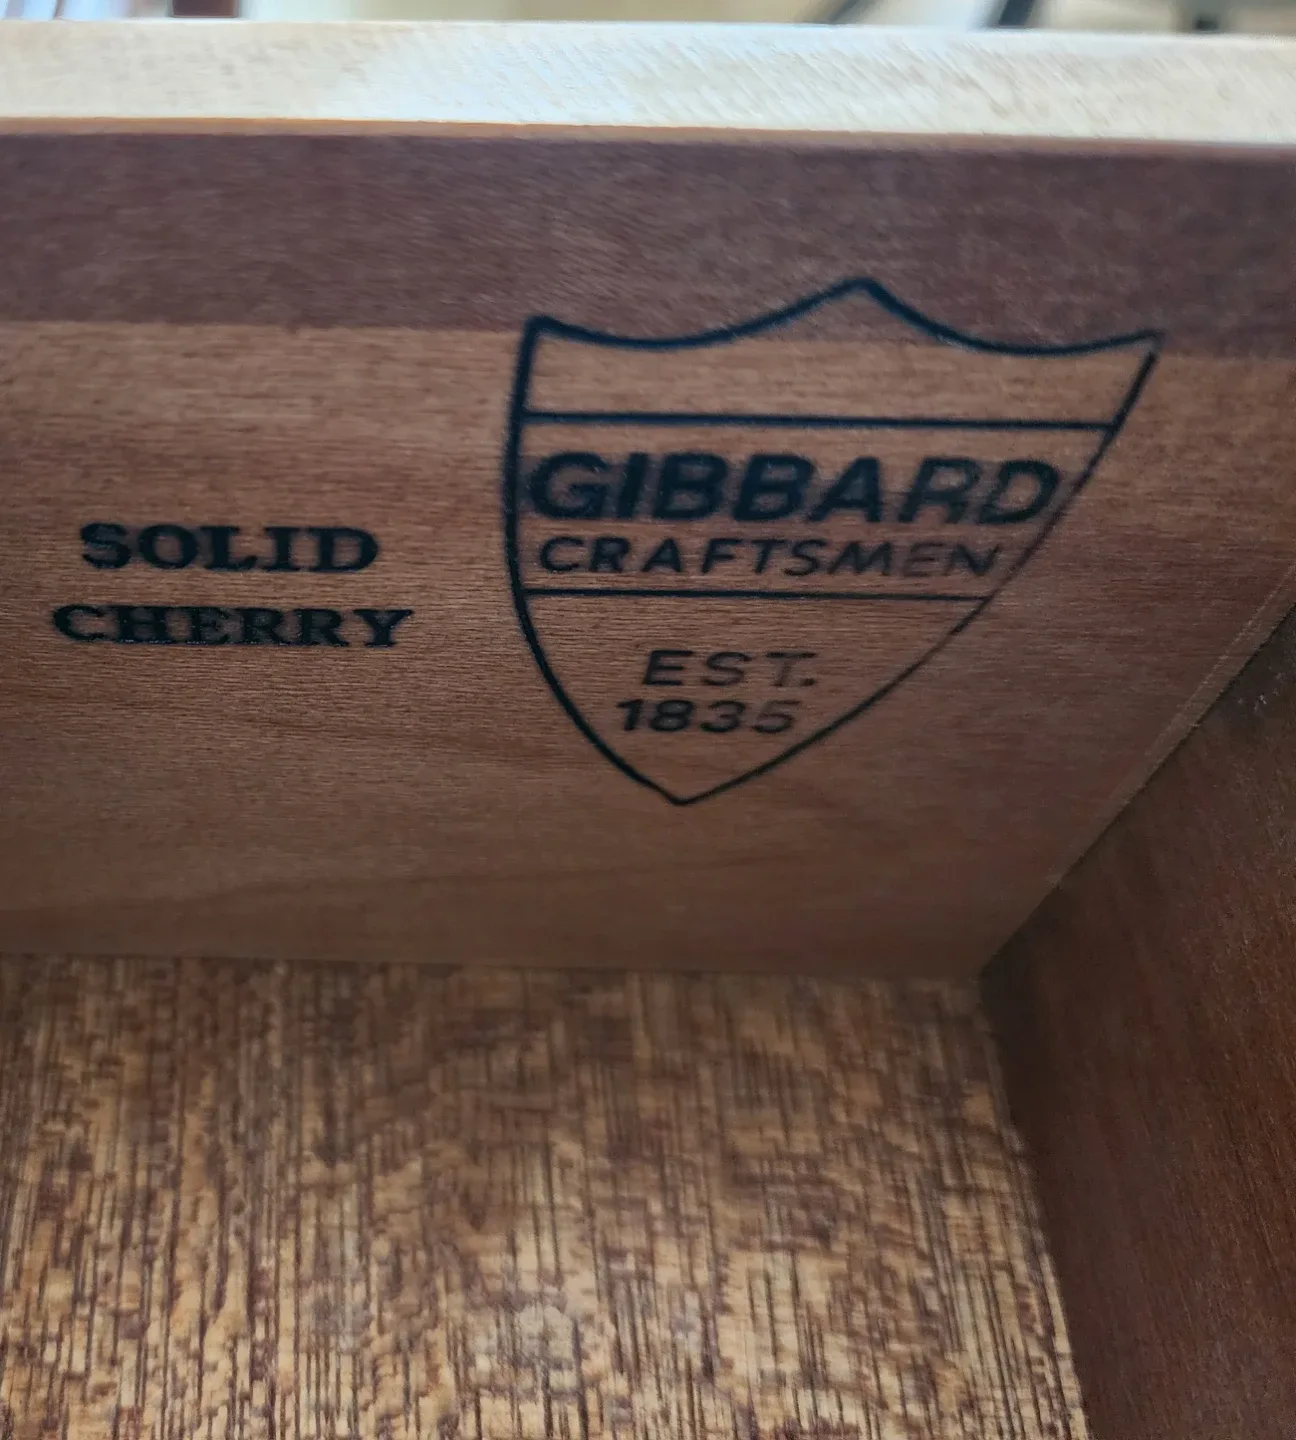 SOLID
CHERRY
GIBBARD
CRAFTSMEN
EST.
1835